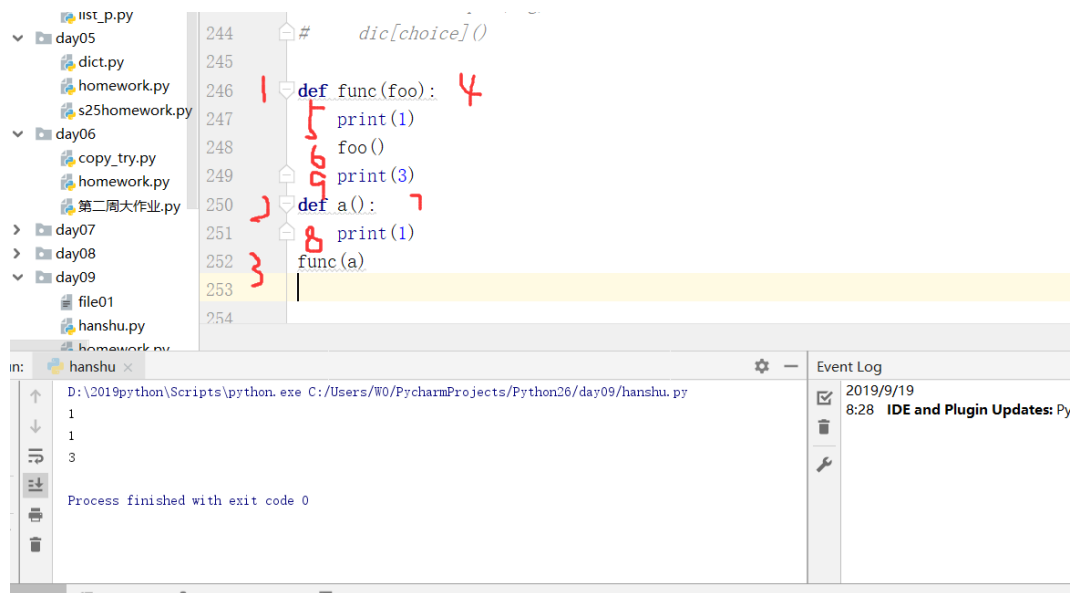 list_p.py
day05
dict.py
homework.py
s25homework.py
day06
copy_try.py
homework.py
第二周大作业.py
day07
day08
day09
file01
hanshu.py
homework.py
244 # dic[choice]()
245
246 1 def func(foo): 4
247 5 print(1)
248 6 foo()
249 9 print(3)
250 2 def a(): 7
251 8 print(1)
252 3 func(a)
253
254
hanshu
D:\2019python\Scripts\python.exe C:/Users/W0/PycharmProjects/Python26/day09/hanshu.py
1
1
3
Process finished with exit code 0
Event Log
2019/9/19
8:28 IDE and Plugin Updates: Py